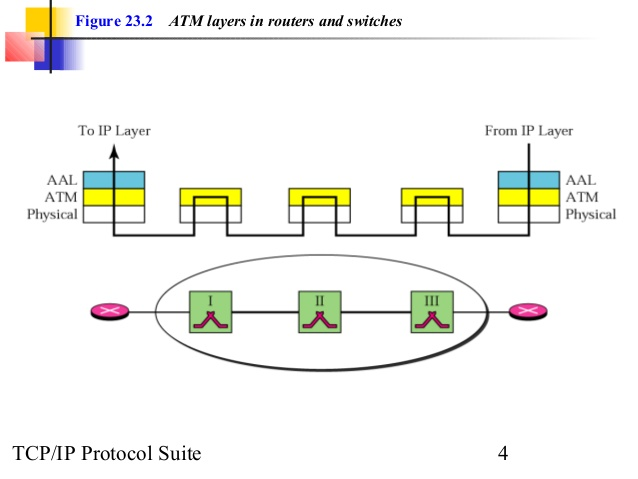 Figure 23.2 ATM layers in routers and switches
To IP Layer From IP Layer
AAL AAL
ATM ATM
Physical Physical
I II III
TCP/IP Protocol Suite 4